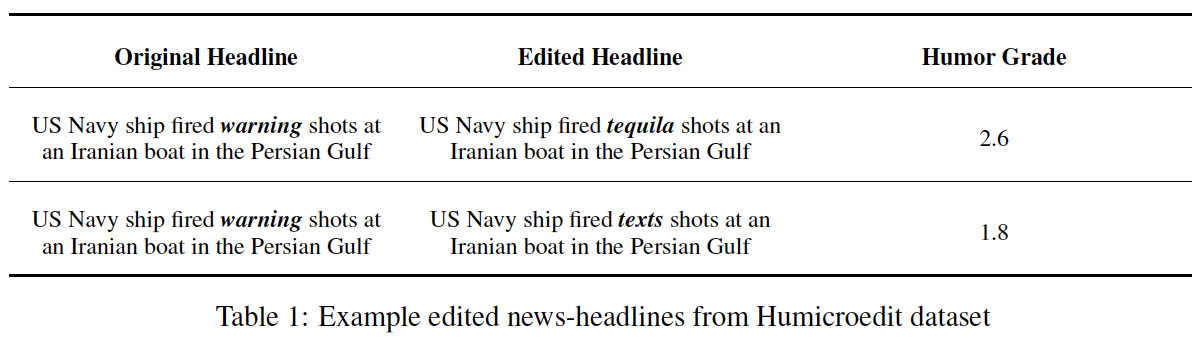 Original Headline Edited Headline Humor Grade
US Navy ship fired warning shots at an Iranian boat in the Persian Gulf
US Navy ship fired tequila shots at an Iranian boat in the Persian Gulf
2.6
US Navy ship fired warning shots at an Iranian boat in the Persian Gulf
US Navy ship fired texts shots at an Iranian boat in the Persian Gulf
1.8
Table 1: Example edited news-headlines from Humicroedit dataset